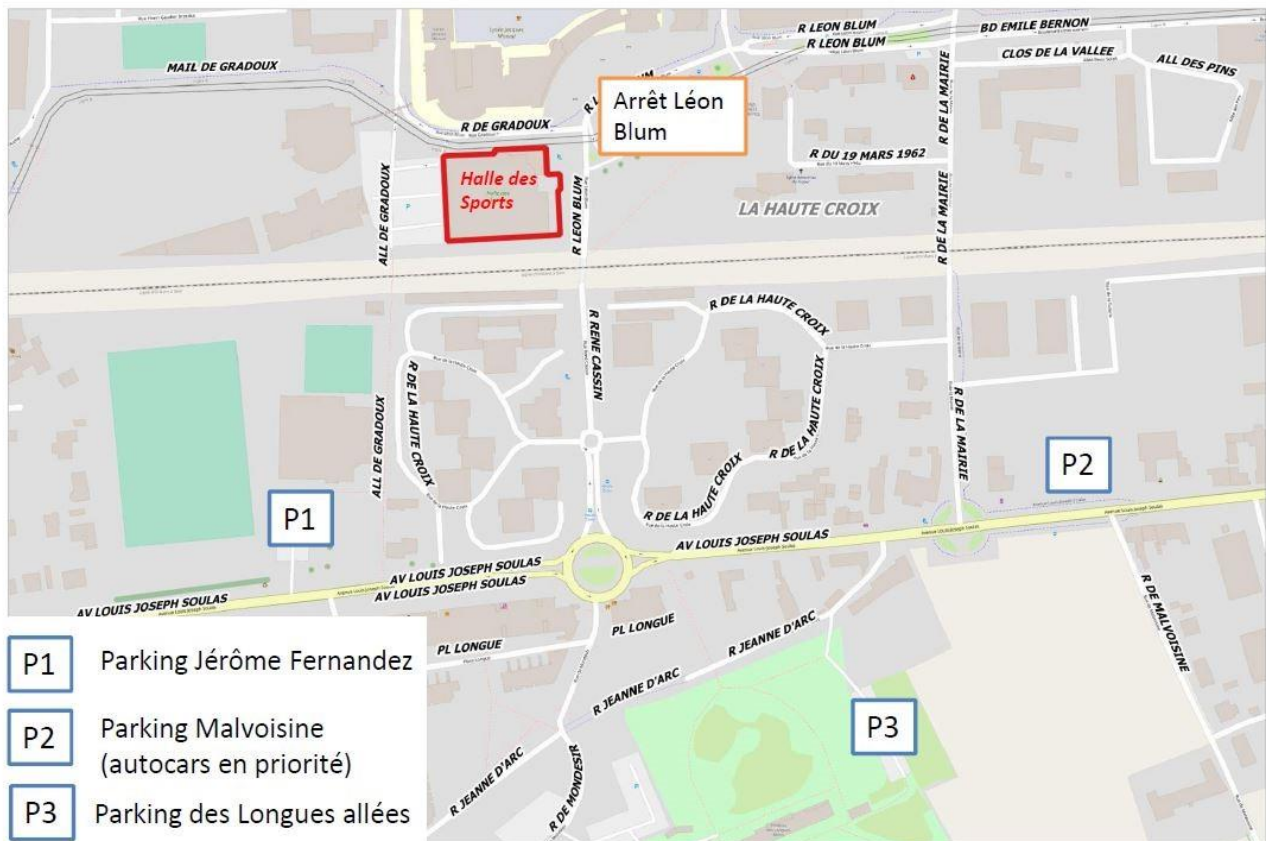 R LEON BLUM
R LEON BLUM
BD EMILE BERNON
CLOS DE LA VALLEE
ALL DES PINS
MAIL DE GRADOUX
R DE GRADOUX
Arrêt Léon
Blum
R DE LA MAIRIE
R DU 19 MARS 1962
Halle des
Sports
ALL DE GRADOUX
R LEON BLUM
LA HAUTE CROIX
R DE LA MAIRIE
R DE LA HAUTE CROIX
R RENE CASSIN
R DE LA HAUTE CROIX
R DE LA HAUTE CROIX
ALL DE GRADOUX
R DE LA MAIRIE
R DE LA HAUTE CROIX
P2
P1
AV LOUIS JOSEPH SOULAS
AV LOUIS JOSEPH SOULAS
AV LOUIS JOSEPH SOULAS
AV LOUIS JOSEPH SOULAS
R DE MALVOISINE
PL LONGUE
PL LONGUE
R JEANNE D'ARC
R JEANNE D'ARC
R JEANNE D'ARC
R DE MONDESIR
P3
P1 Parking Jérôme Fernandez
P2 Parking Malvoisine
(autocars en priorité)
P3 Parking des Longues allées